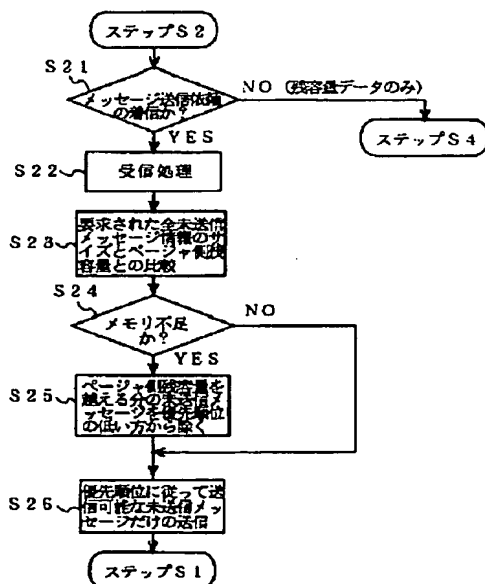 ステップS2
S21
メッセージ送信依頼
の着信か?
NO (残容量データのみ)
YES
ステップS4
S22
受信処理
S23
要求された全未送信
メッセージ情報のサ
イズとページャ側残
容量との比較
S24
メモリ不足
か?
NO
YES
S25
ページャ側残容量を
越える分の未送信メ
ッセージを優先順位
の低い方から除く
S26
優先順位に従って送
信可能な未送信メッ
セージだけの送信
ステップS1